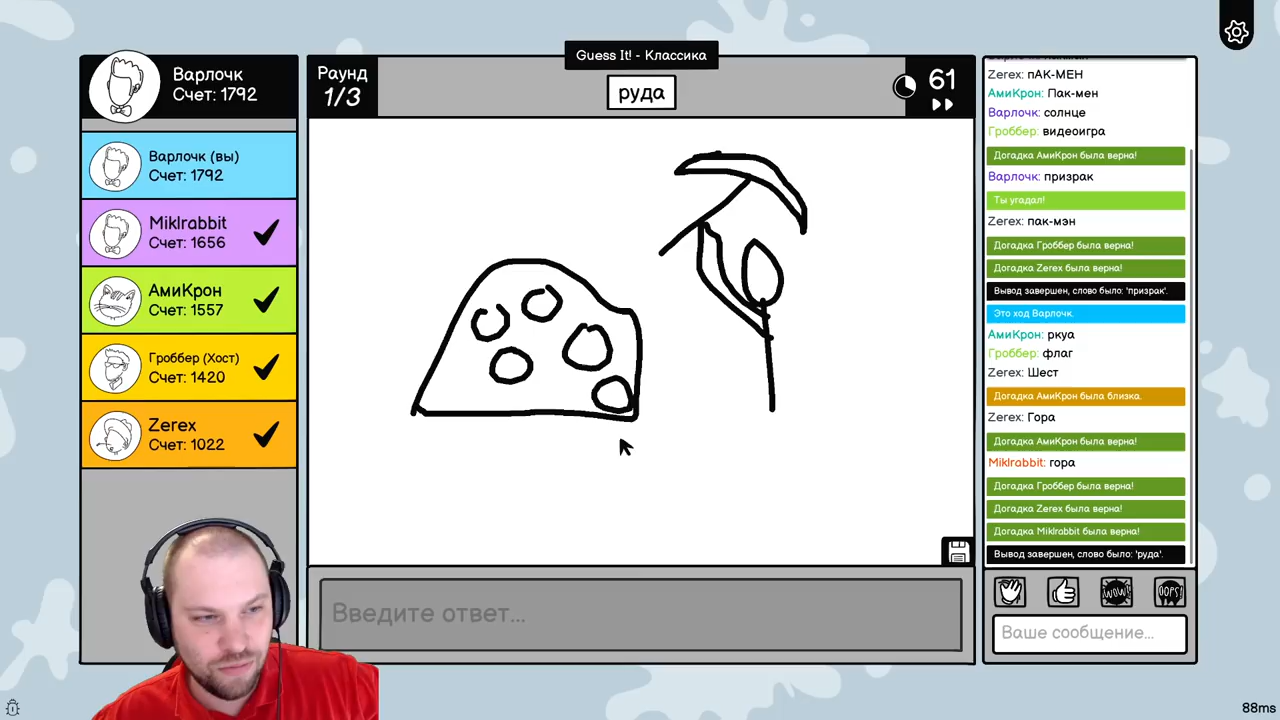 Guess It! - Классика
Варлочк
Счет: 1792
Раунд
1/3
руда
61
Варлочк (вы)
Счет: 1792
Miklrabbit
Счет: 1656
АмиКрон
Счет: 1557
Гроббер (Хост)
Счет: 1420
Zerex
Счет: 1022
Zerex: пАК-МЕН
АмиКрон: Пак-мен
Варлочк: солнце
Гроббер: видеоигра
Догадка АмиКрон была верна!
Варлочк: призрак
Ты угадал!
Zerex: пак-мэн
Догадка Гроббер была верна!
Догадка Zerex была верна!
Вывод завершен, слово было: 'призрак'.
Это ход Варлочк.
АмиКрон: ркуа
Гроббер: флаг
Zerex: Шест
Догадка АмиКрон была близка.
Zerex: Гора
Догадка АмиКрон была верна!
Miklrabbit: гора
Догадка Гроббер была верна!
Догадка Zerex была верна!
Догадка Miklrabbit была верна!
Вывод завершен, слово было: 'руда'.
WOW!
OOPS!
Введите ответ...
Ваше сообщение...
88ms